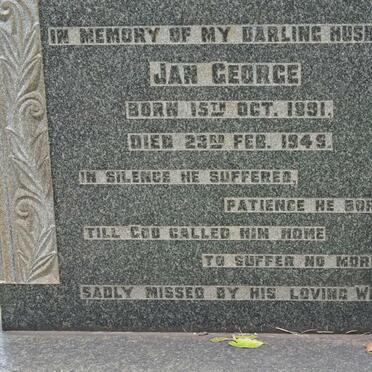 IN MEMORY OF MY DARLING HUSB
JAN GEORGE
BORN 15TH OCT. 1891.
DIED 23RD FEB. 1949.
IN SILENCE HE SUFFERED,
PATIENCE HE BOR
TILL GOD CALLED HIM HOME
TO SUFFER NO MOR
SADLY MISSED BY HIS LOVING W